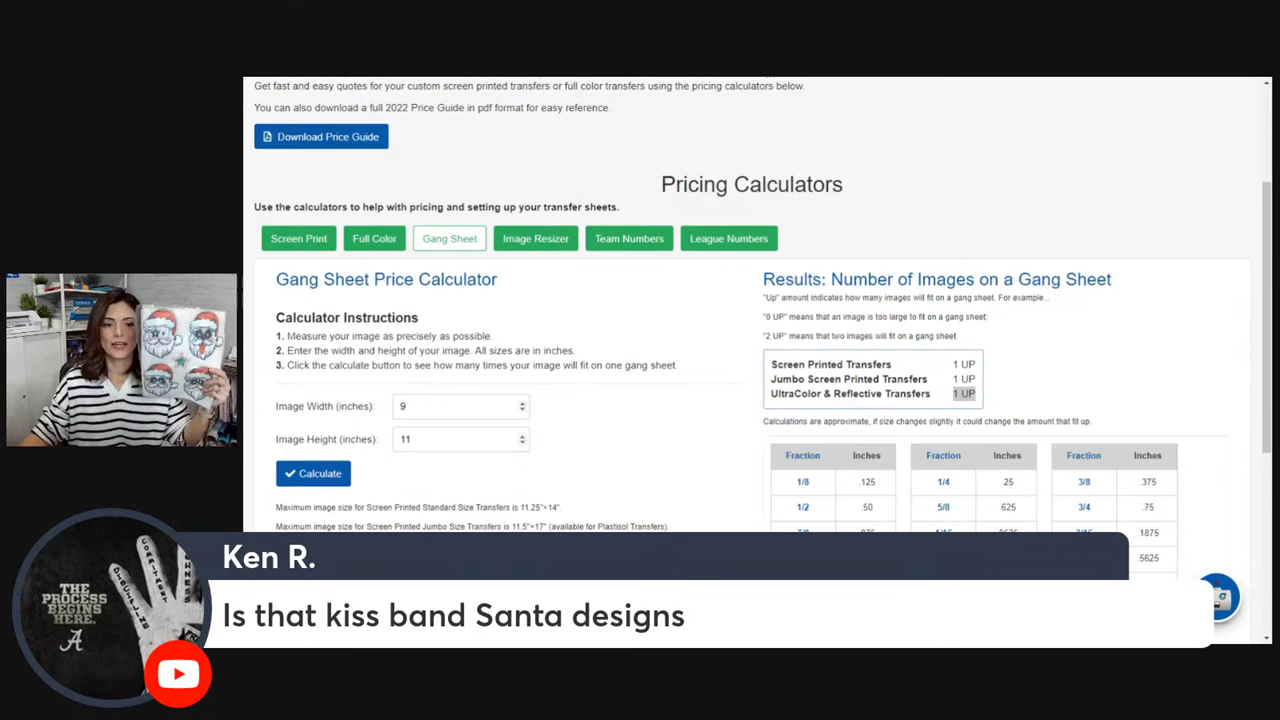 Get fast and easy quotes for your custom screen printed transfers or full color transfers using the pricing calculators below.
You can also download a full 2022 Price Guide in pdf format for easy reference.
Download Price Guide
Pricing Calculators
Use the calculators to help with pricing and setting up your transfer sheets.
Screen Print Full Color Gang Sheet Image Resizer Team Numbers League Numbers
Gang Sheet Price Calculator
Calculator Instructions
1. Measure your image as precisely as possible.
2. Enter the width and height of your image. All sizes are in inches.
3. Click the calculate button to see how many times your image will fit on one gang sheet.
Image Width (inches): 9
Image Height (inches): 11
Calculate
Maximum image size for Screen Printed Standard Size Transfers is 11.25"×14".
Maximum image size for Screen Printed Jumbo Size Transfers is 11.5"×17" (available for Plastisol Transfers).
Results: Number of Images on a Gang Sheet
"Up" amount indicates how many images will fit on a gang sheet. For example...
"0 UP" means that an image is too large to fit on a gang sheet;
"2 UP" means that two images will fit on a gang sheet.
Screen Printed Transfers 1 UP
Jumbo Screen Printed Transfers 1 UP
UltraColor & Reflective Transfers 1 UP
Calculations are approximate, if size changes slightly it could change the amount that fit up.
Fraction Inches Fraction Inches Fraction Inches
1/8 .125 1/4 .25 3/8 .375
1/2 .50 5/8 .625 3/4 .75
.1875
.5625
Ken R.
Is that kiss band Santa designs
THE
PROCESS
BEGINS
HERE.
A
COMMITMENT
DISCIPLINE